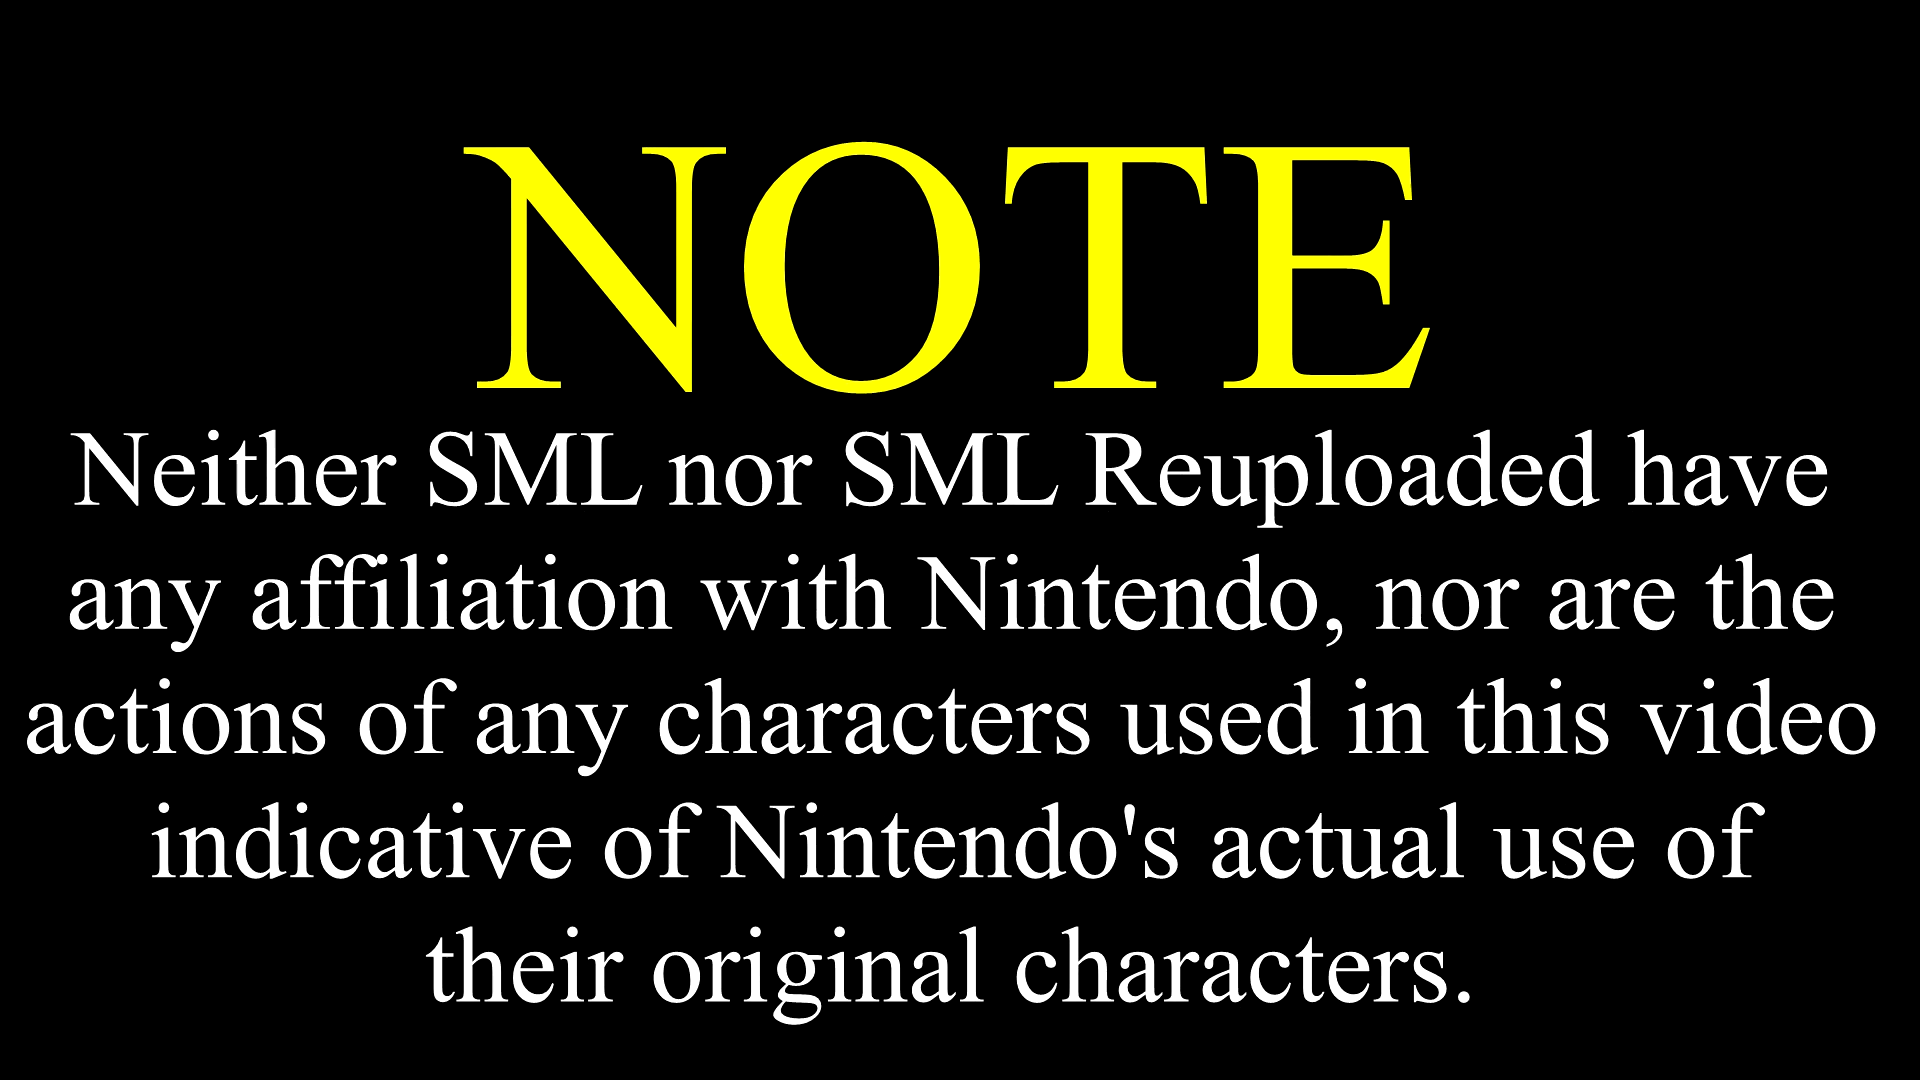 NOTE
Neither SML nor SML Reuploaded have
any affiliation with Nintendo, nor are the
actions of any characters used in this video
indicative of Nintendo's actual use of
their original characters.